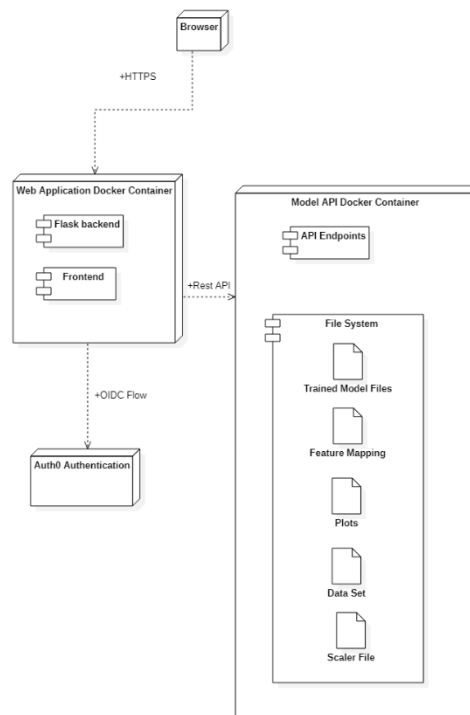 Browser
+HTTPS
Web Application Docker Container
Flask backend
Frontend
+Rest API
+OIDC Flow
Auth0 Authentication
Model API Docker Container
API Endpoints
File System
Trained Model Files
Feature Mapping
Plots
Data Set
Scaler File